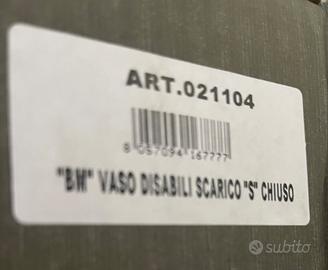 ART.021104
8 057094 167777
"BM" VASO DISABILI SCARICO "S" CHIUSO
subito